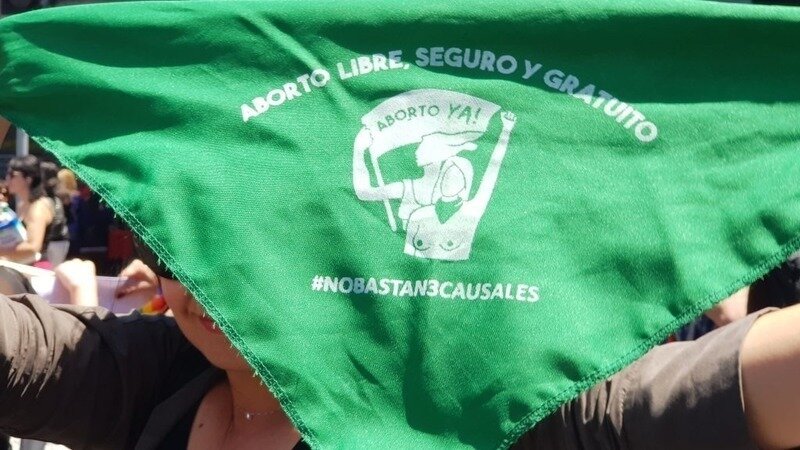 ABORTO LIBRE, SEGURO Y GRATUITO
ABORTO YA!
#NOBASTAN3CAUSALES